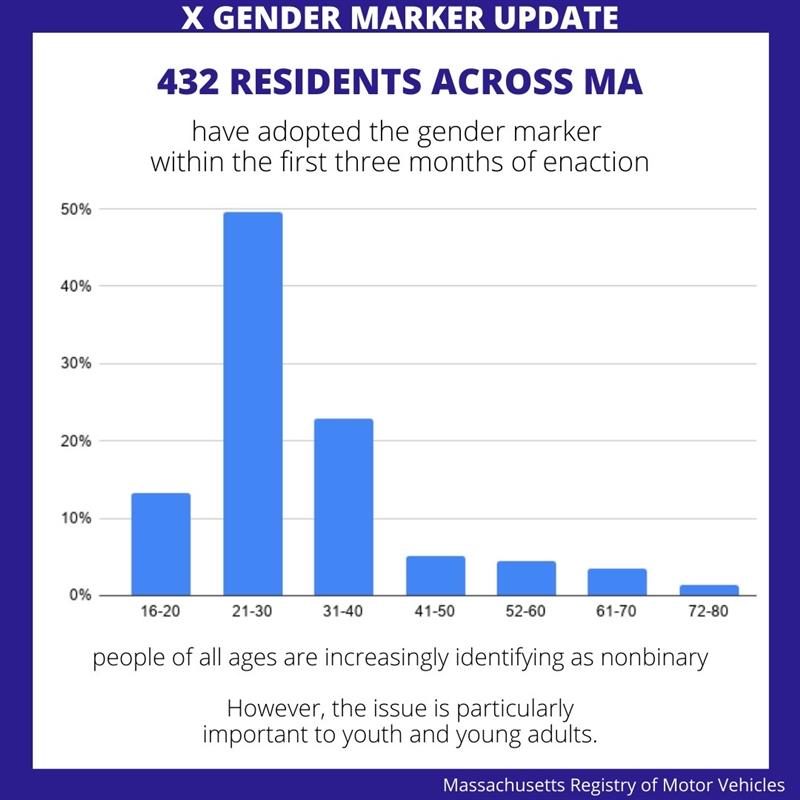 X GENDER MARKER UPDATE
432 RESIDENTS ACROSS MA
have adopted the gender marker
within the first three months of enaction
50%
40%
30%
20%
10%
0%
16-20 21-30 31-40 41-50 52-60 61-70 72-80
people of all ages are increasingly identifying as nonbinary
However, the issue is particularly
important to youth and young adults.
Massachusetts Registry of Motor Vehicles